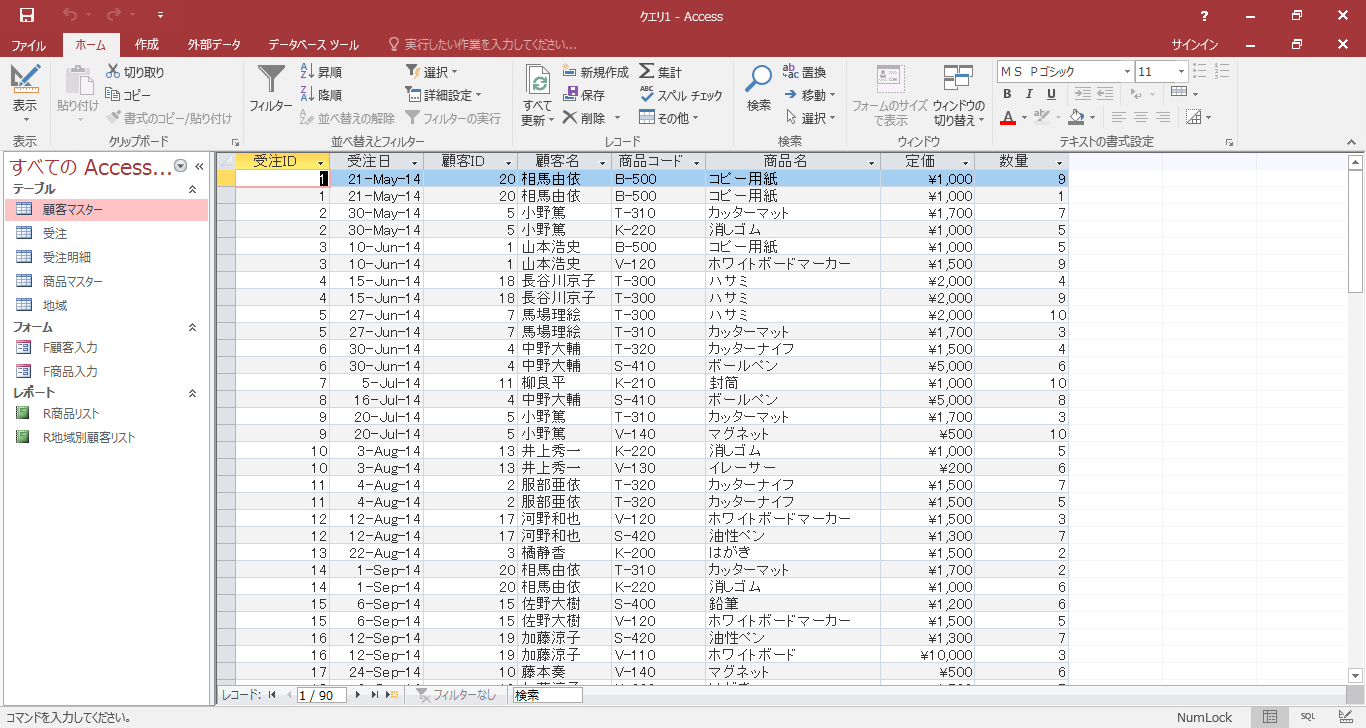 クエリ1 - Access
?
ファイル ホーム 作成 外部データ データベース ツール 実行したい作業を入力してください... サインイン
表示 貼り付け 切り取り コピー 書式のコピー/貼り付け フィルター 昇順 降順 並べ替えの解除 選択 詳細設定 フィルターの実行 すべて更新 新規作成 保存 削除 集計 スペル チェック その他 検索 置換 移動 選択 フォームのサイズで表示 ウィンドウの切り替え ＭＳ Ｐゴシック 11 B I U A
表示 クリップボード 並べ替えとフィルター レコード 検索 ウィンドウ テキストの書式設定
すべての Access...
テーブル
顧客マスター
受注
受注明細
商品マスター
地域
フォーム
F顧客入力
F商品入力
レポート
R商品リスト
R地域別顧客リスト
受注ID 受注日 顧客ID 顧客名 商品コード 商品名 定価 数量
1 21-May-14 20 相馬由依 B-500 コピー用紙 ¥1,000 9
1 21-May-14 20 相馬由依 B-500 コピー用紙 ¥1,000 1
2 30-May-14 5 小野篤 T-310 カッターマット ¥1,700 7
2 30-May-14 5 小野篤 K-220 消しゴム ¥1,000 5
3 10-Jun-14 1 山本浩史 B-500 コピー用紙 ¥1,000 5
3 10-Jun-14 1 山本浩史 V-120 ホワイトボードマーカー ¥1,500 9
4 15-Jun-14 18 長谷川京子 T-300 ハサミ ¥2,000 4
4 15-Jun-14 18 長谷川京子 T-300 ハサミ ¥2,000 9
5 27-Jun-14 7 馬場理絵 T-300 ハサミ ¥2,000 10
5 27-Jun-14 7 馬場理絵 T-310 カッターマット ¥1,700 3
6 30-Jun-14 4 中野大輔 T-320 カッターナイフ ¥1,500 4
6 30-Jun-14 4 中野大輔 S-410 ボールペン ¥5,000 6
7 5-Jul-14 11 柳良平 K-210 封筒 ¥1,000 10
8 16-Jul-14 4 中野大輔 S-410 ボールペン ¥5,000 8
9 20-Jul-14 5 小野篤 T-310 カッターマット ¥1,700 3
9 20-Jul-14 5 小野篤 V-140 マグネット ¥500 10
10 3-Aug-14 13 井上秀一 K-220 消しゴム ¥1,000 5
10 3-Aug-14 13 井上秀一 V-130 イレーサー ¥200 6
11 4-Aug-14 2 服部亜依 T-320 カッターナイフ ¥1,500 7
11 4-Aug-14 2 服部亜依 T-320 カッターナイフ ¥1,500 5
12 12-Aug-14 17 河野和也 V-120 ホワイトボードマーカー ¥1,500 3
12 12-Aug-14 17 河野和也 S-420 油性ペン ¥1,300 7
13 22-Aug-14 3 橘静香 K-200 はがき ¥1,500 2
14 1-Sep-14 20 相馬由依 T-310 カッターマット ¥1,700 2
14 1-Sep-14 20 相馬由依 K-220 消しゴム ¥1,000 6
15 6-Sep-14 15 佐野大樹 S-400 鉛筆 ¥1,200 6
15 6-Sep-14 15 佐野大樹 V-120 ホワイトボードマーカー ¥1,500 5
16 12-Sep-14 19 加藤涼子 S-420 油性ペン ¥1,300 7
16 12-Sep-14 19 加藤涼子 V-110 ホワイトボード ¥10,000 3
17 24-Sep-14 10 藤本奏 V-140 マグネット ¥500 6
レコード: 1 / 90 フィルターなし 検索
コマンドを入力してください。 NumLock SQL